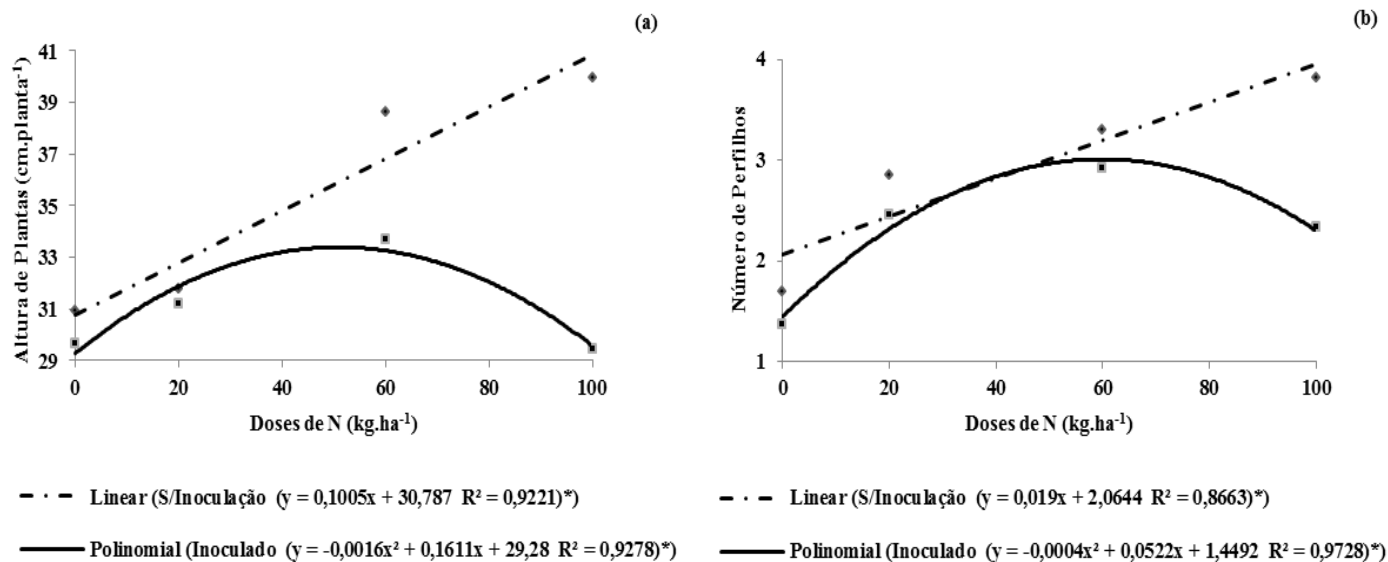 (a)
Altura de Plantas (cm.planta⁻¹)
41
39
37
35
33
31
29
0 20 40 60 80 100
Doses de N (kg.ha⁻¹)
Linear (S/Inoculação (y = 0,1005x + 30,787 R² = 0,9221)*)
Polinomial (Inoculado (y = -0,0016x² + 0,1611x + 29,28 R² = 0,9278)*)
(b)
Número de Perfilhos
4
3
2
1
0 20 40 60 80 100
Doses de N (kg.ha⁻¹)
Linear (S/Inoculação (y = 0,019x + 2,0644 R² = 0,8663)*)
Polinomial (Inoculado (y = -0,0004x² + 0,0522x + 1,4492 R² = 0,9728)*)